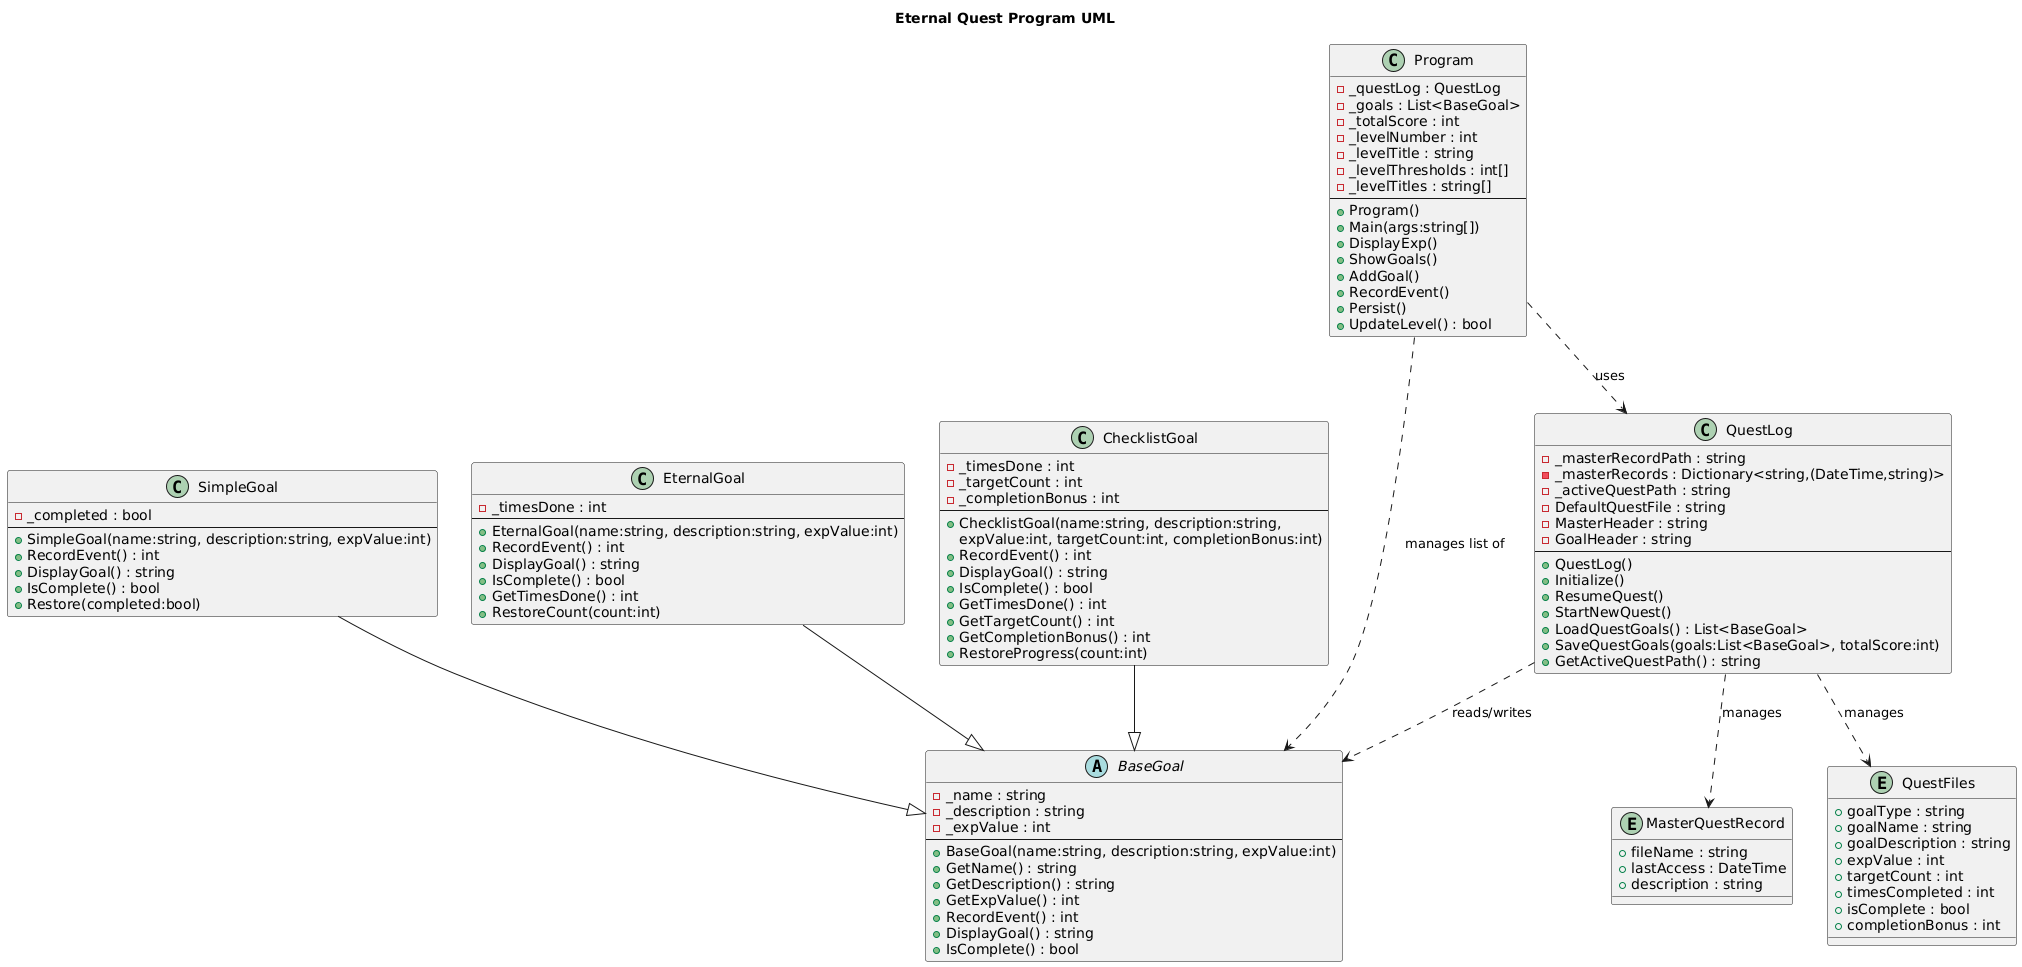 Eternal Quest Program UML
C Program
_questLog : QuestLog
_goals : List<BaseGoal>
_totalScore : int
_levelNumber : int
_levelTitle : string
_levelThresholds : int[]
_levelTitles : string[]
Program()
Main(args:string[])
DisplayExp()
ShowGoals()
AddGoal()
RecordEvent()
Persist()
UpdateLevel() : bool
uses
manages list of
C SimpleGoal
_completed : bool
SimpleGoal(name:string, description:string, expValue:int)
RecordEvent() : int
DisplayGoal() : string
IsComplete() : bool
Restore(completed:bool)
C EternalGoal
_timesDone : int
EternalGoal(name:string, description:string, expValue:int)
RecordEvent() : int
DisplayGoal() : string
IsComplete() : bool
GetTimesDone() : int
RestoreCount(count:int)
C ChecklistGoal
_timesDone : int
_targetCount : int
_completionBonus : int
ChecklistGoal(name:string, description:string,
expValue:int, targetCount:int, completionBonus:int)
RecordEvent() : int
DisplayGoal() : string
IsComplete() : bool
GetTimesDone() : int
GetTargetCount() : int
GetCompletionBonus() : int
RestoreProgress(count:int)
C QuestLog
_masterRecordPath : string
_masterRecords : Dictionary<string,(DateTime,string)>
_activeQuestPath : string
DefaultQuestFile : string
MasterHeader : string
GoalHeader : string
QuestLog()
Initialize()
ResumeQuest()
StartNewQuest()
LoadQuestGoals() : List<BaseGoal>
SaveQuestGoals(goals:List<BaseGoal>, totalScore:int)
GetActiveQuestPath() : string
reads/writes
manages
manages
A BaseGoal
_name : string
_description : string
_expValue : int
BaseGoal(name:string, description:string, expValue:int)
GetName() : string
GetDescription() : string
GetExpValue() : int
RecordEvent() : int
DisplayGoal() : string
IsComplete() : bool
E MasterQuestRecord
fileName : string
lastAccess : DateTime
description : string
E QuestFiles
goalType : string
goalName : string
goalDescription : string
expValue : int
targetCount : int
timesCompleted : int
isComplete : bool
completionBonus : int